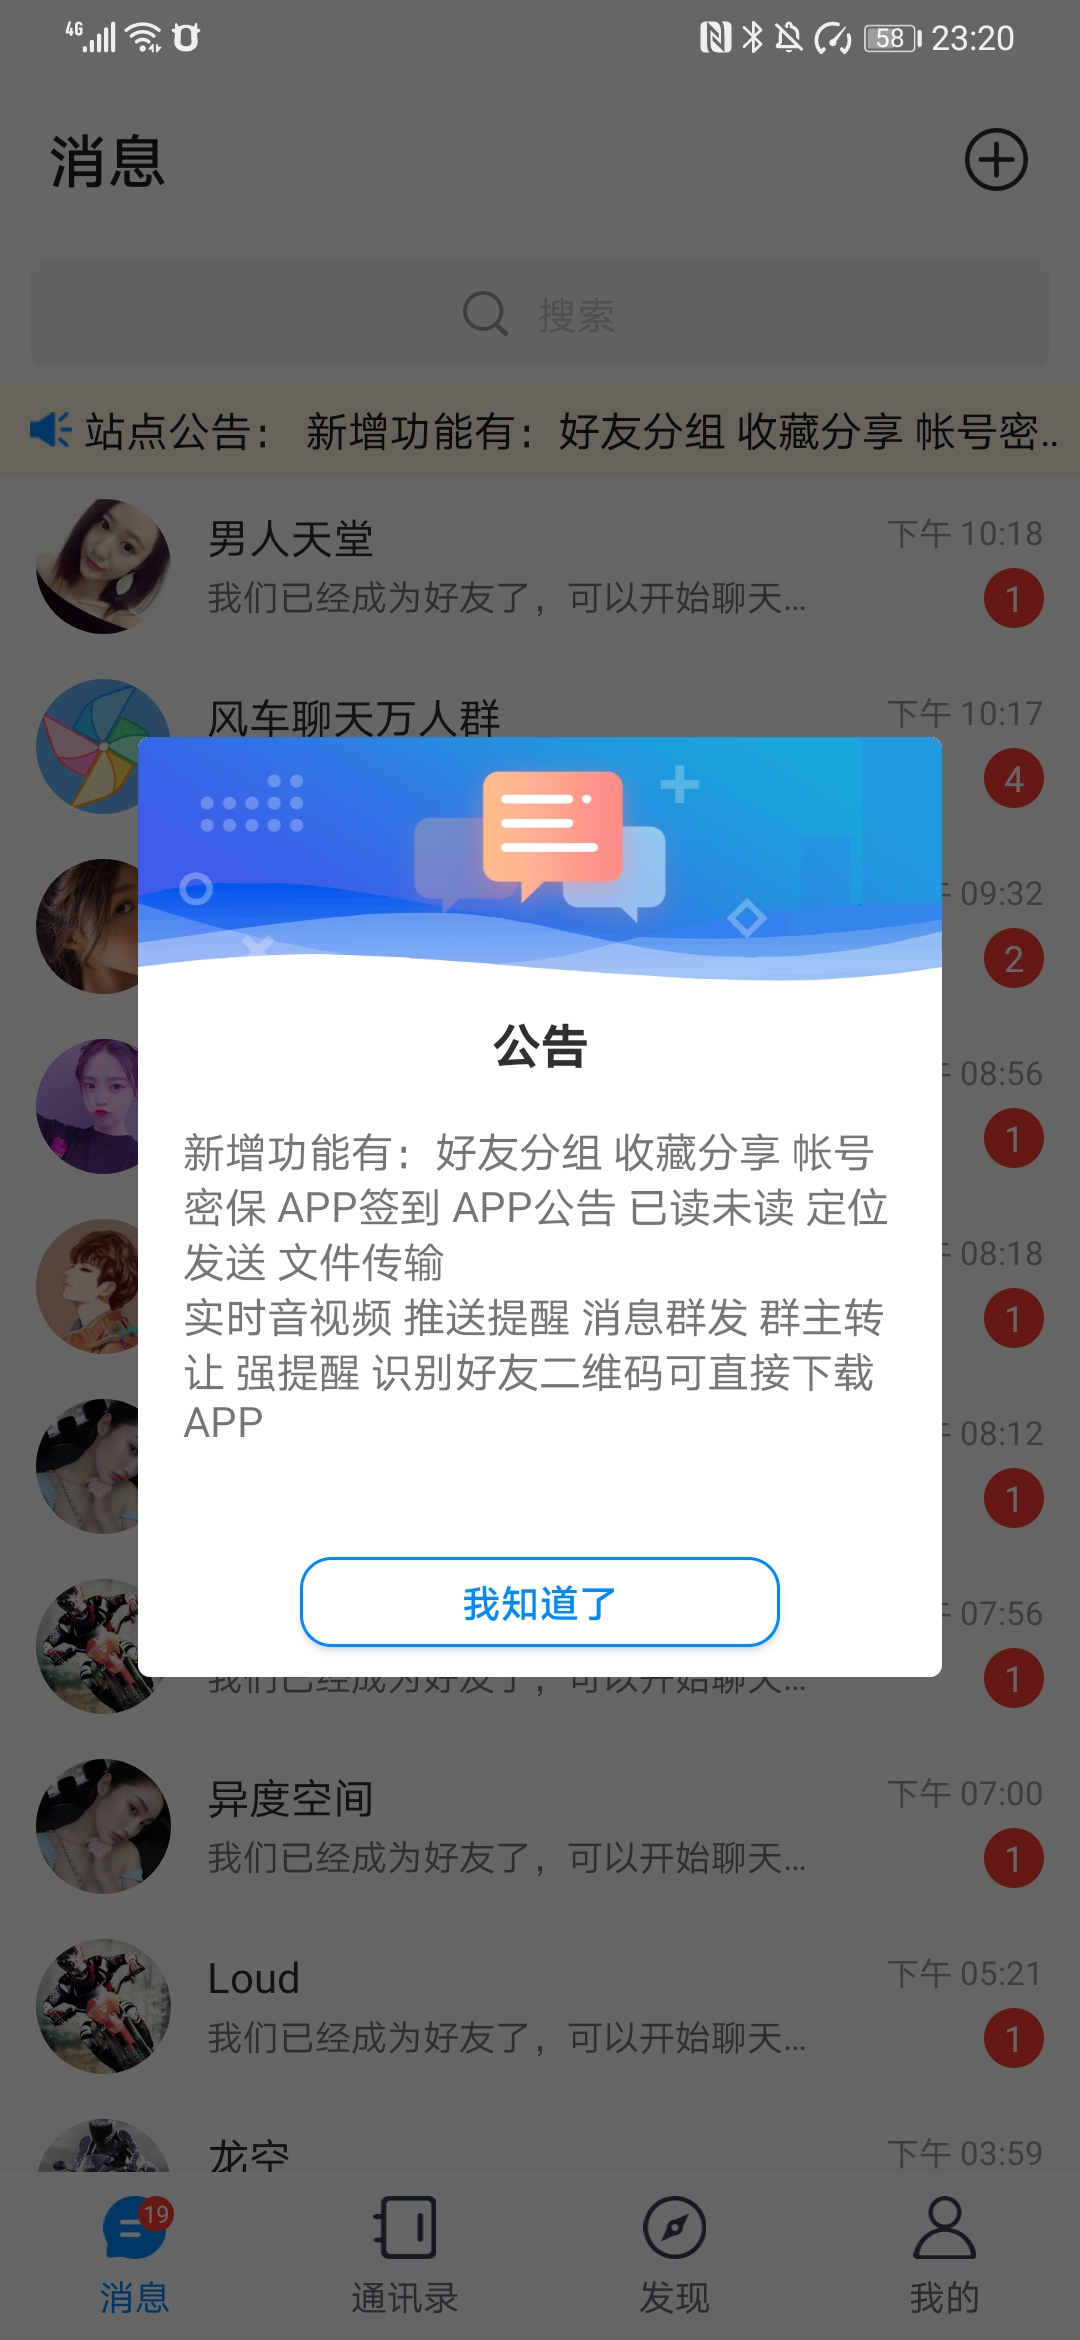 4G 58 23:20
消息
搜索
站点公告： 新增功能有：好友分组 收藏分享 帐号密..
男人天堂 下午 10:18
我们已经成为好友了，可以开始聊天... 1
风车聊天万人群 下午 10:17
4
09:32
2
公告
08:56
1
新增功能有：好友分组 收藏分享 帐号
密保 APP签到 APP公告 已读未读 定位
发送 文件传输
实时音视频 推送提醒 消息群发 群主转
让 强提醒 识别好友二维码可直接下载
APP
08:18
1
08:12
1
我知道了
07:56
我们已经成为好友了，可以开始聊天... 1
异度空间 下午 07:00
我们已经成为好友了，可以开始聊天... 1
Loud 下午 05:21
我们已经成为好友了，可以开始聊天... 1
龙空 下午 03:59
19
消息 通讯录 发现 我的